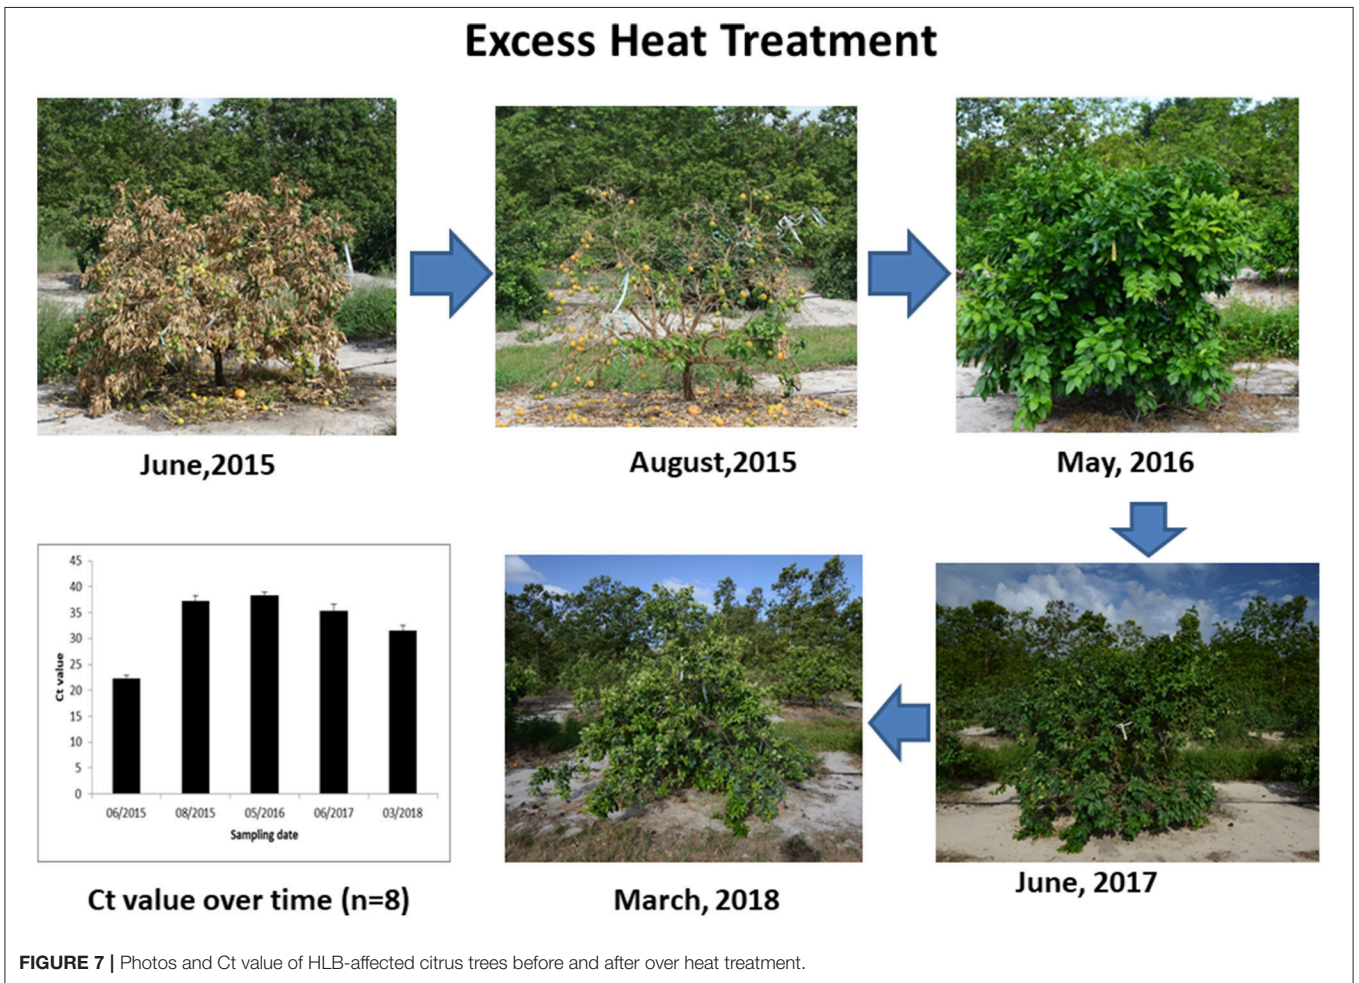 Excess Heat Treatment
June,2015
August,2015
May, 2016
45
40
35
30
25
20
15
10
5
0
Ct value
06/2015 08/2015 05/2016 06/2017 03/2018
Sampling date
Ct value over time (n=8)
March, 2018
June, 2017
FIGURE 7 | Photos and Ct value of HLB-affected citrus trees before and after over heat treatment.